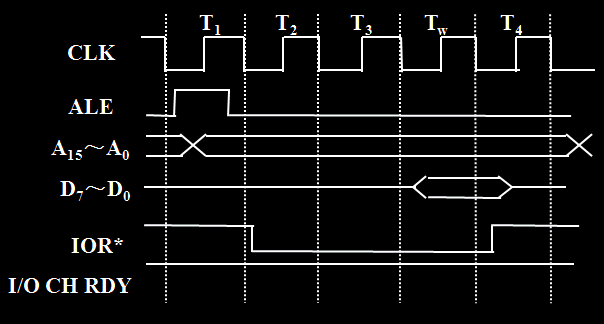 T₁ T₂ T₃ Tw T₄
CLK
ALE
A₁₅～A₀
D₇～D₀
IOR*
I/O CH RDY